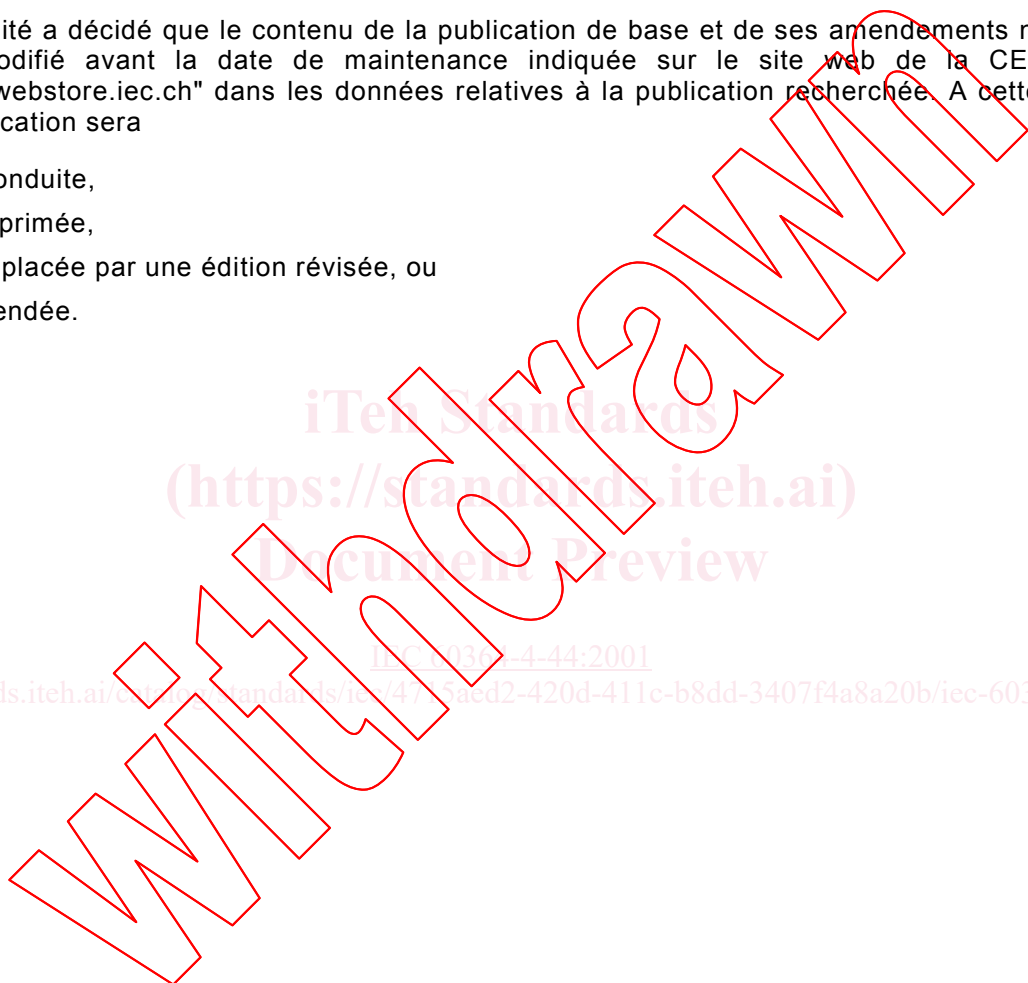 ité a décidé que le contenu de la publication de base et de ses amendements n
odifié avant la date de maintenance indiquée sur le site web de la CE
webstore.iec.ch" dans les données relatives à la publication recherchée. A cette
ication sera
onduite,
primée,
placée par une édition révisée, ou
endée.
iTeh Standards
(https://standards.iteh.ai)
Document Preview
IEC 60364-4-44:2001
ds.iteh.ai/catalog/standards/iec/4715aed2-420d-411c-b8dd-3407f4a8a20b/iec-603
withdrawn